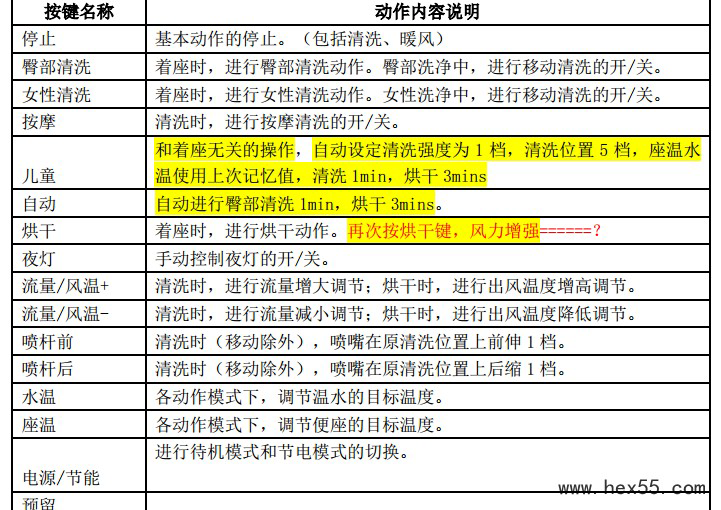 按键名称 动作内容说明
停止 基本动作的停止。（包括清洗、暖风）
臀部清洗 着座时，进行臀部清洗动作。臀部洗净中，进行移动清洗的开/关。
女性清洗 着座时，进行女性清洗动作。女性洗净中，进行移动清洗的开/关。
按摩 清洗时，进行按摩清洗的开/关。
和着座无关的操作，自动设定清洗强度为 1 档，清洗位置 5 档，座温水
儿童 温使用上次记忆值，清洗 1min，烘干 3mins
自动 自动进行臀部清洗 1min，烘干 3mins。
烘干 着座时，进行烘干动作。再次按烘干键，风力增强======？
夜灯 手动控制夜灯的开/关。
流量/风温+ 清洗时，进行流量增大调节；烘干时，进行出风温度增高调节。
流量/风温- 清洗时，进行流量减小调节；烘干时，进行出风温度降低调节。
喷杆前 清洗时（移动除外），喷嘴在原清洗位置上前伸 1 档。
喷杆后 清洗时（移动除外），喷嘴在原清洗位置上后缩 1 档。
水温 各动作模式下，调节温水的目标温度。
座温 各动作模式下，调节便座的目标温度。
进行待机模式和节电模式的切换。
电源/节能
www.hex55.com
预留